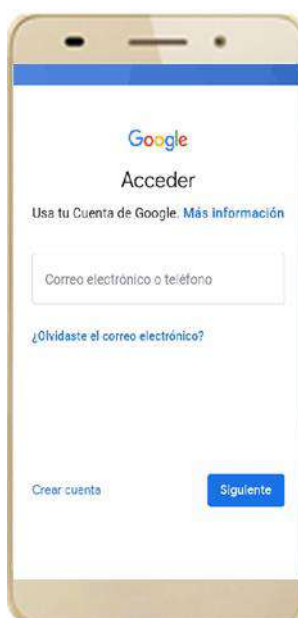 Google
Acceder
Usa tu Cuenta de Google. Más información
Correo electrónico o teléfono
¿Olvidaste el correo electrónico?
Crear cuenta
Siguiente